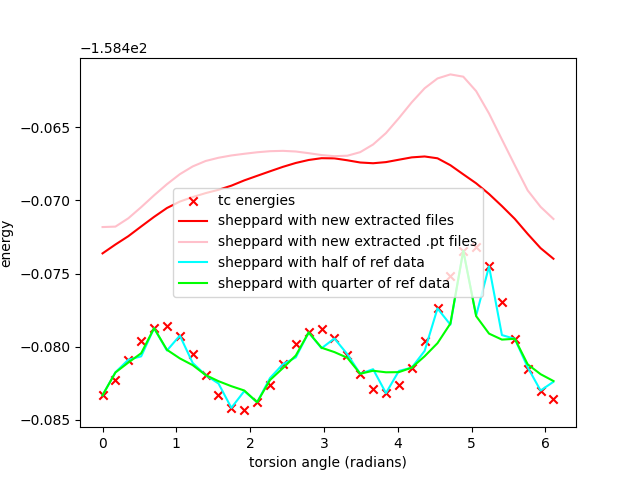 −1.584e2
−0.065
−0.070
−0.075
−0.080
−0.085
energy
tc energies
sheppard with new extracted files
sheppard with new extracted .pt files
sheppard with half of ref data
sheppard with quarter of ref data
0 1 2 3 4 5 6
torsion angle (radians)